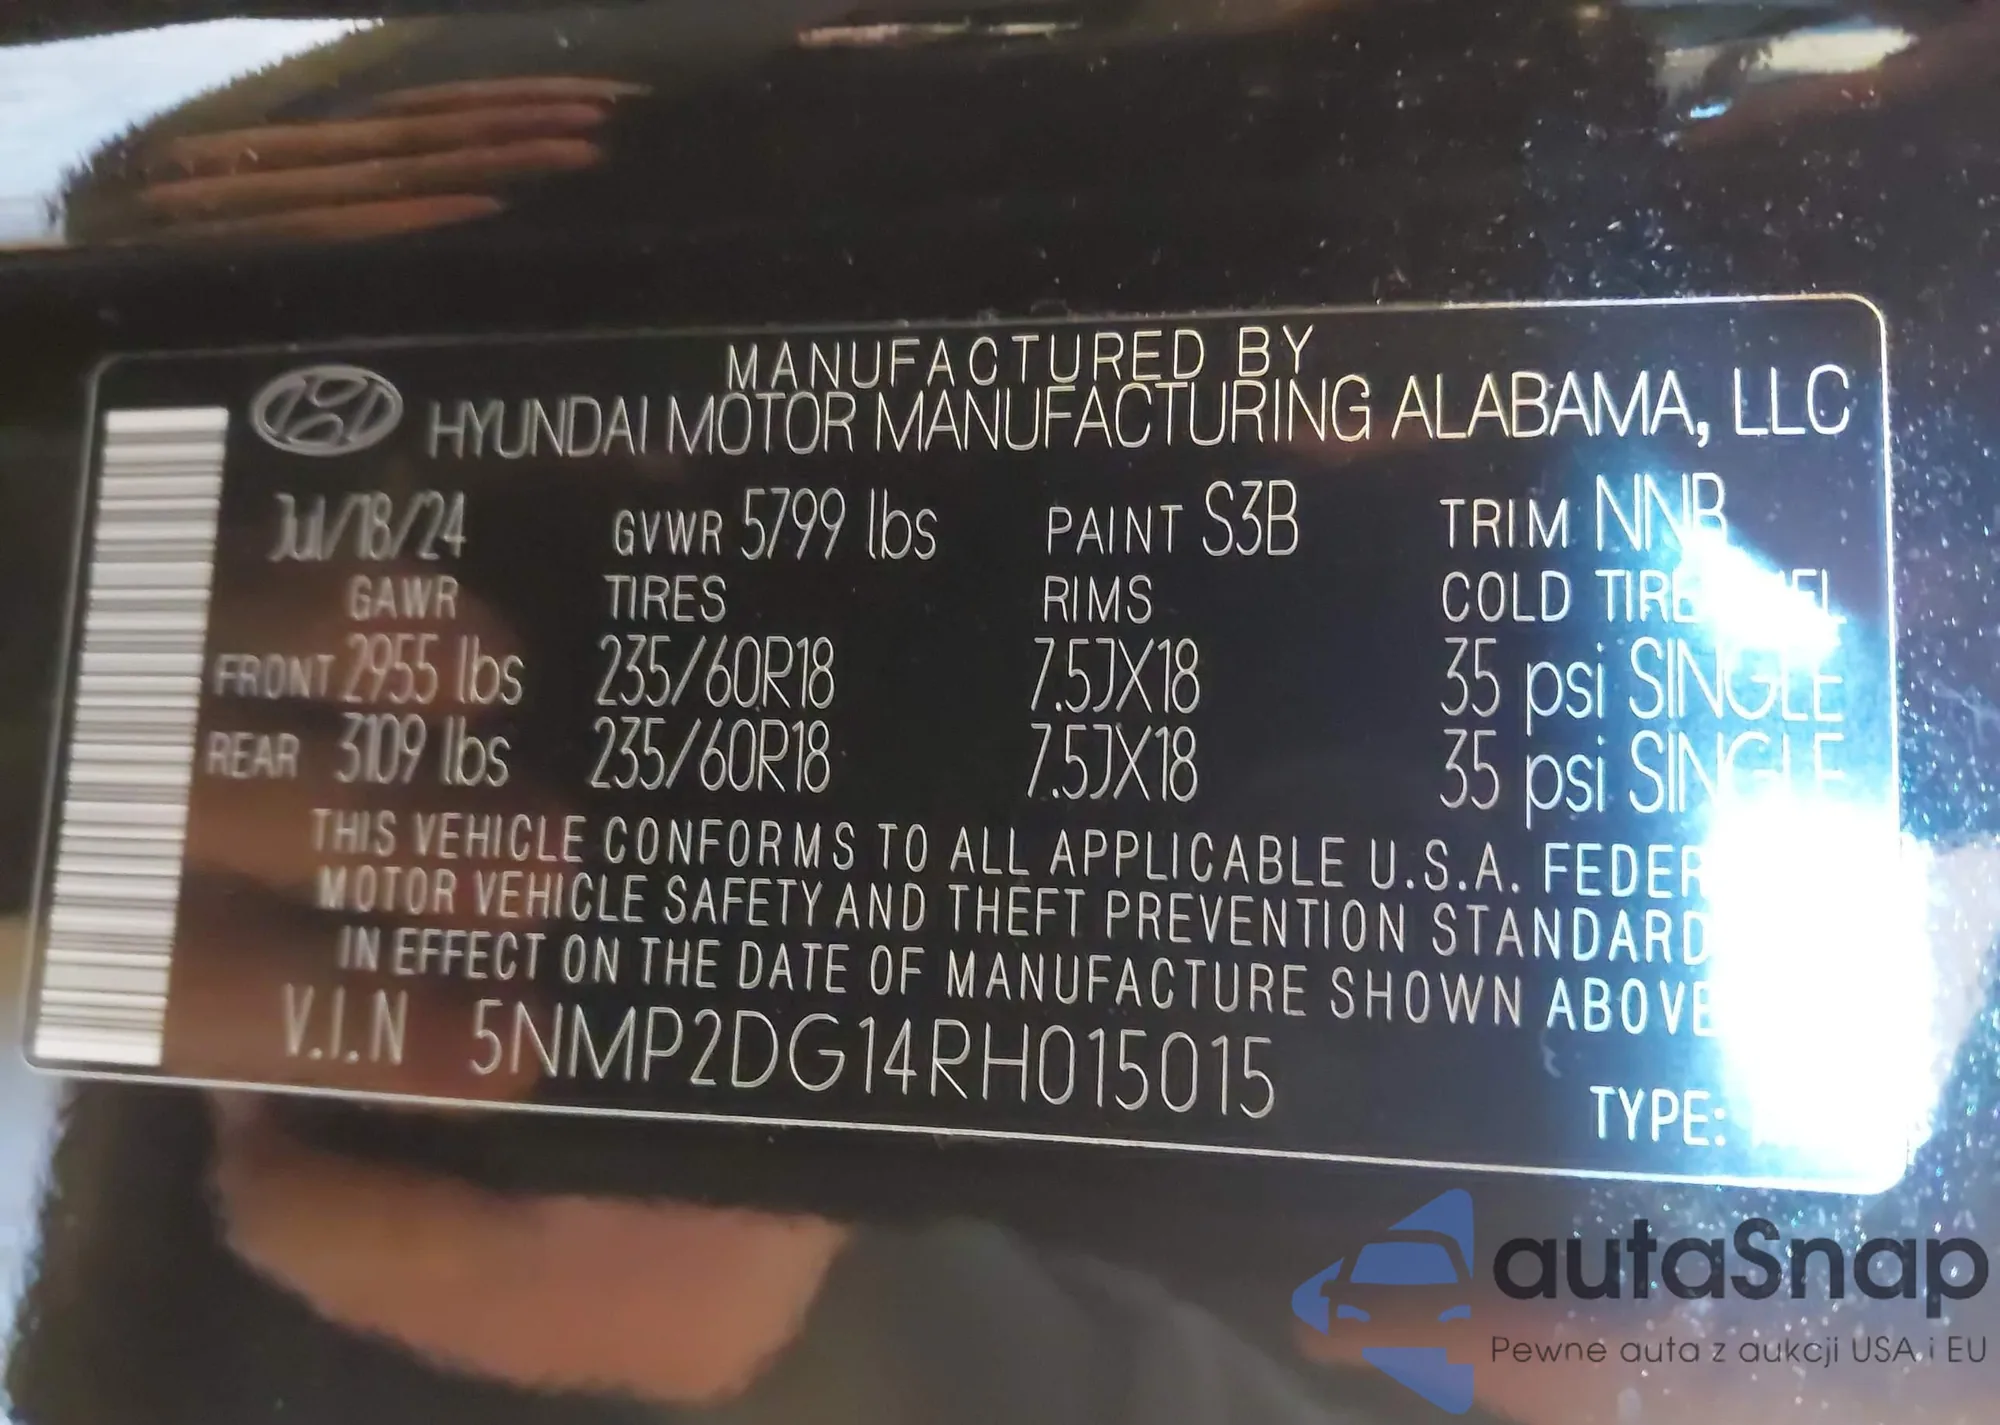 MANUFACTURED BY
HYUNDAI MOTOR MANUFACTURING ALABAMA, LLC
Jul/18/24 GVWR 5799 lbs PAINT S3B TRIM NNB
GAWR TIRES RIMS COLD TIRE
FRONT 2955 lbs 235/60R18 7.5JX18 35 psi SINGLE
REAR 3109 lbs 235/60R18 7.5JX18 35 psi SINGLE
THIS VEHICLE CONFORMS TO ALL APPLICABLE U.S.A.
MOTOR VEHICLE SAFETY AND THEFT PREVENTION
IN EFFECT ON THE DATE OF MANUFACTURE SHOWN ABOVE
V.I.N 5NMP2DG14RH015015
TYPE:
autaSnap
Pewne auta z aukcji USA i EU